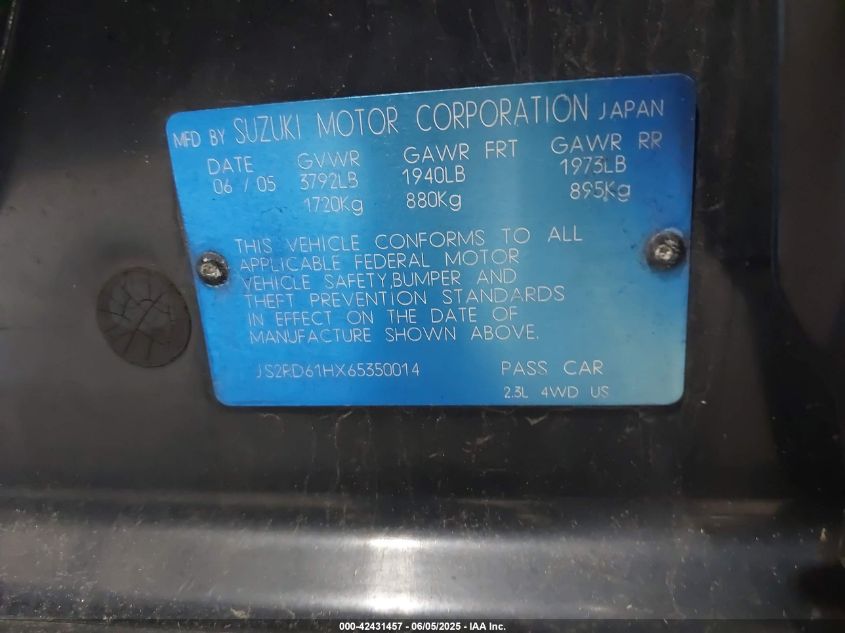 MFD BY SUZUKI MOTOR CORPORATION JAPAN
DATE GVWR GAWR FRT GAWR RR
06 / 05 3792LB 1940LB 1973LB
1720Kg 880Kg 895Kg
THIS VEHICLE CONFORMS TO ALL
APPLICABLE FEDERAL MOTOR
VEHICLE SAFETY,BUMPER AND
THEFT PREVENTION STANDARDS
IN EFFECT ON THE DATE OF
MANUFACTURE SHOWN ABOVE.
JS2RD61HX65350014 PASS CAR
2.3L 4WD US
000-42431457 - 06/05/2025 - IAA Inc.